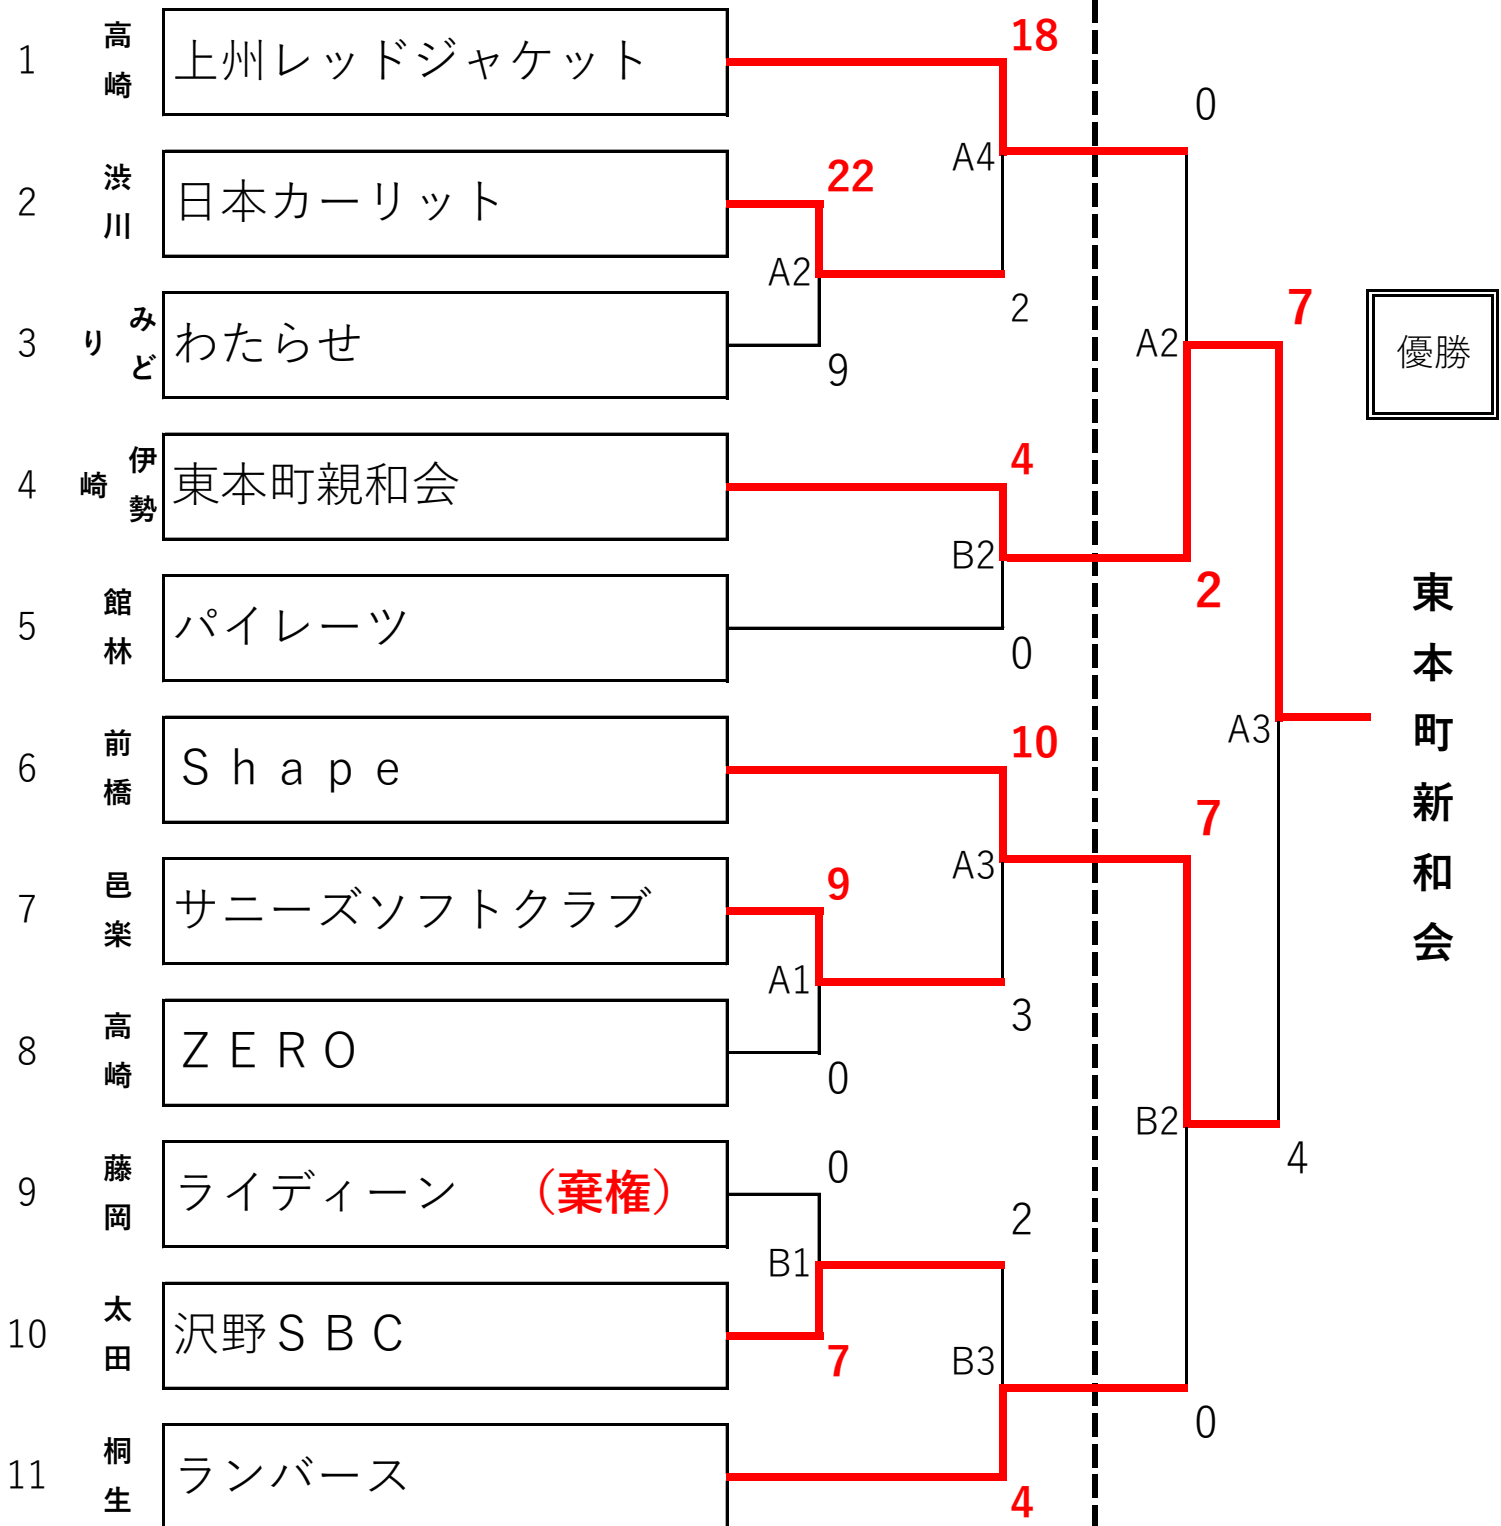 1 高崎 上州レッドジャケット
18
0
A4
2 渋川 日本カーリット
22
A2
2
3 みどり わたらせ
9
A2
7
優勝
4 伊勢崎 東本町親和会
4
B2
2
5 館林 パイレーツ
0
東本町新和会
6 前橋 Ｓｈａｐｅ
10
A3
7
7 邑楽 サニーズソフトクラブ
9
A3
A1
3
8 高崎 ＺＥＲＯ
0
B2
4
9 藤岡 ライディーン （棄権）
0
2
B1
10 太田 沢野ＳＢＣ
7
B3
0
11 桐生 ランバース
4